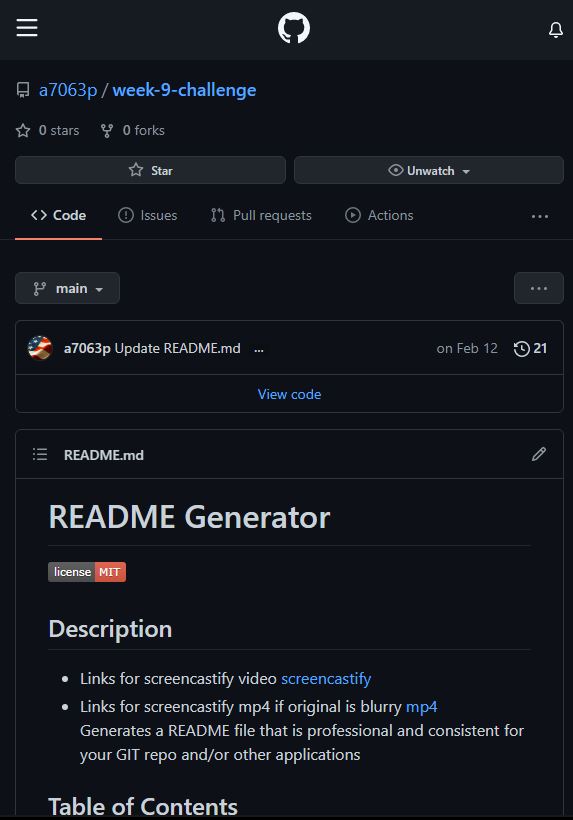 a7063p / week-9-challenge
0 stars 0 forks
Star Unwatch
Code Issues Pull requests Actions ...
main ...
a7063p Update README.md ... on Feb 12 21
View code
README.md
README Generator
license MIT
Description
• Links for screencastify video screencastify
• Links for screencastify mp4 if original is blurry mp4
Generates a README file that is professional and consistent for
your GIT repo and/or other applications
Table of Contents